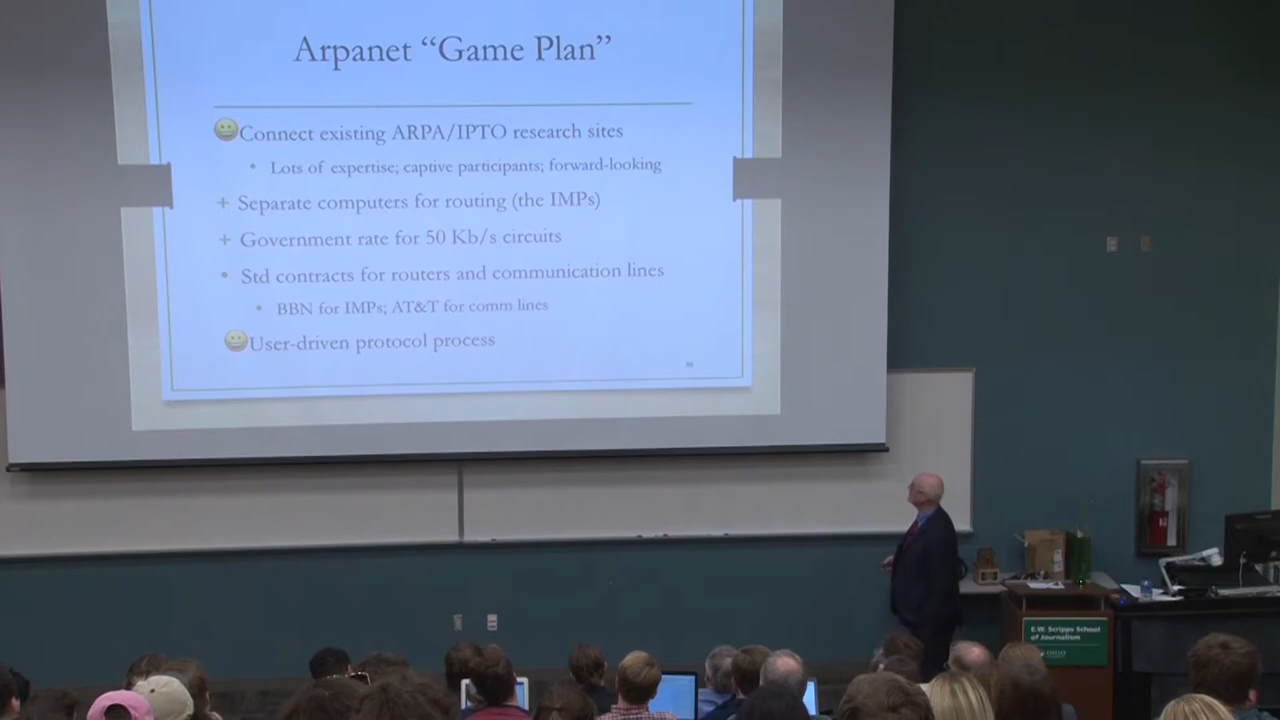 Arpanet “Game Plan”
Connect existing ARPA/IPTO research sites
• Lots of expertise; captive participants; forward-looking
+ Separate computers for routing (the IMPs)
+ Government rate for 50 Kb/s circuits
• Std contracts for routers and communication lines
• BBN for IMPs; AT&T for comm lines
User-driven protocol process
E.W. Scripps School
of Journalism
OHIO